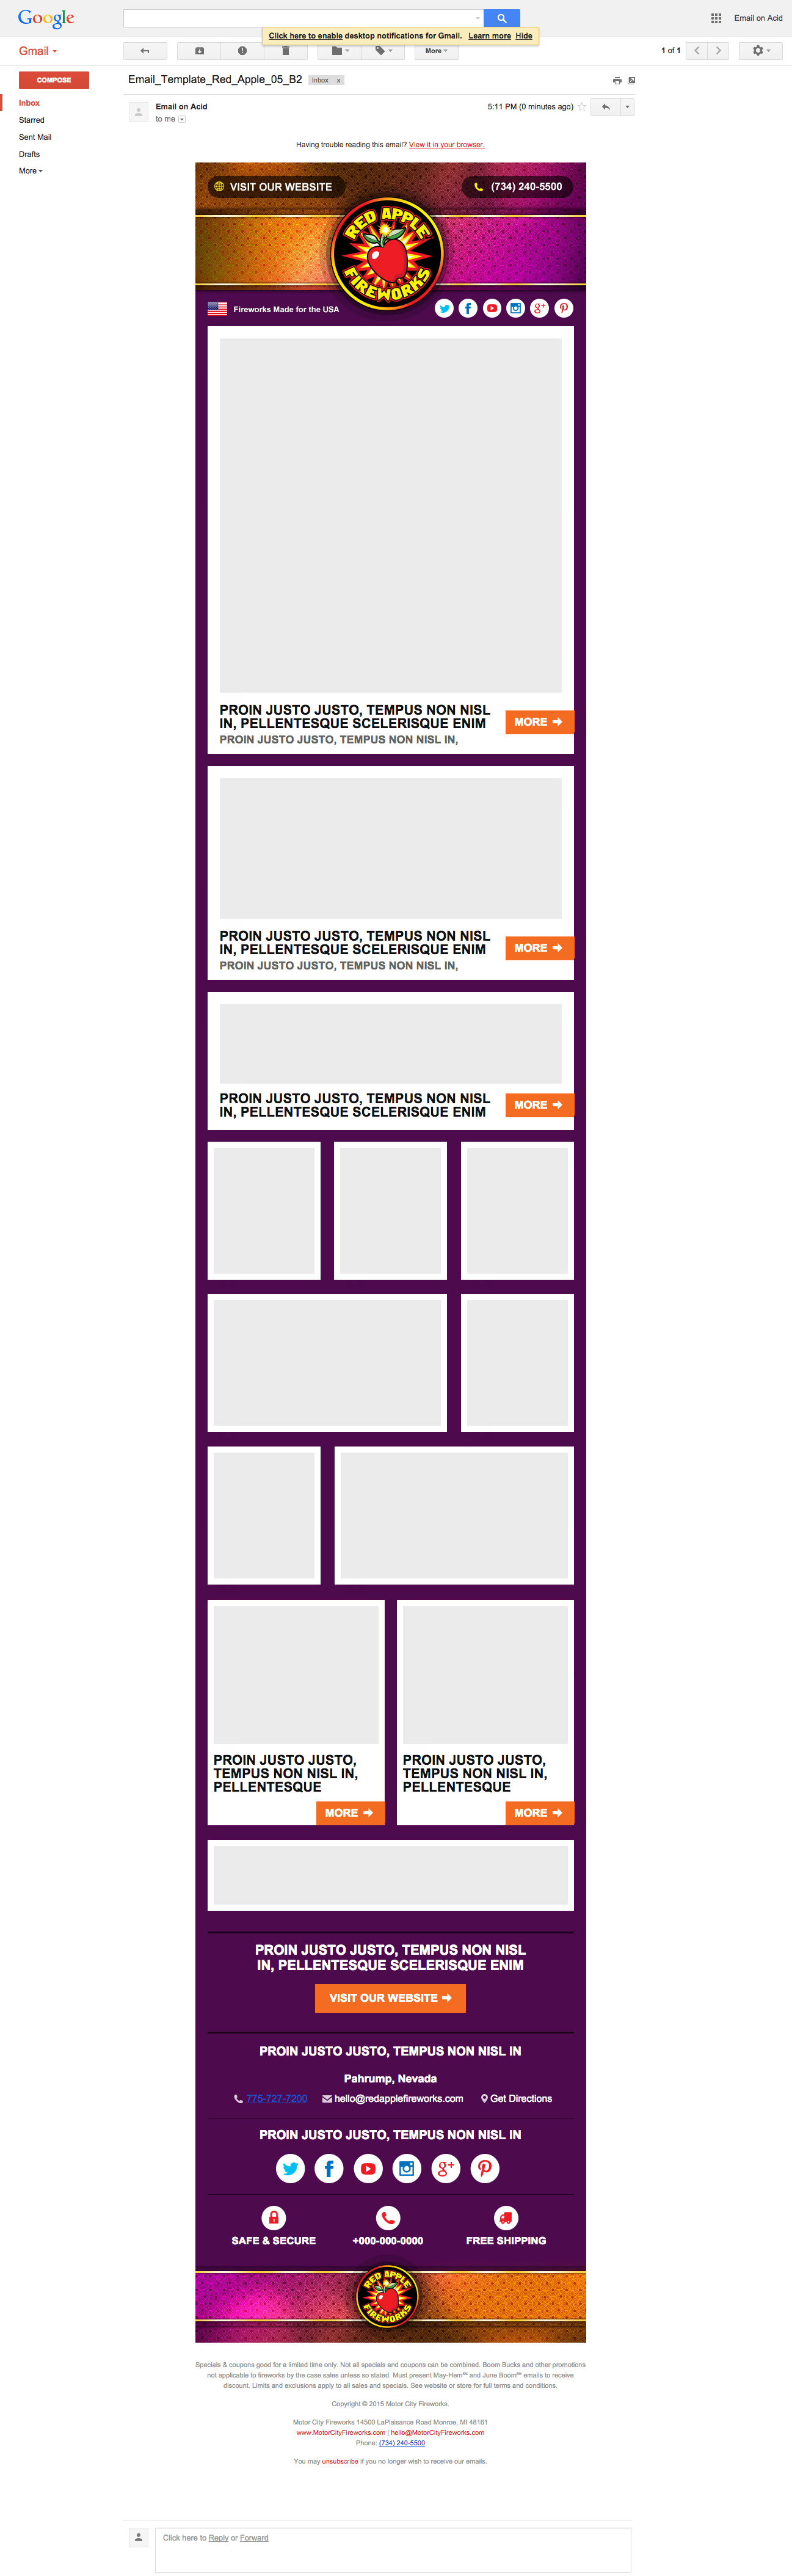 Google
Email on Acid
Click here to enable desktop notifications for Gmail. Learn more Hide
Gmail
More
1 of 1
COMPOSE
Inbox
Starred
Sent Mail
Drafts
More
Email_Template_Red_Apple_05_B2 Inbox x
Email on Acid
5:11 PM (0 minutes ago)
to me
Having trouble reading this email? View it in your browser.
VISIT OUR WEBSITE
(734) 240-5500
RED APPLE
FIREWORKS
Fireworks Made for the USA
PROIN JUSTO JUSTO, TEMPUS NON NISL
IN, PELLENTESQUE SCELERISQUE ENIM
PROIN JUSTO JUSTO, TEMPUS NON NISL IN,
MORE
PROIN JUSTO JUSTO, TEMPUS NON NISL
IN, PELLENTESQUE SCELERISQUE ENIM
PROIN JUSTO JUSTO, TEMPUS NON NISL IN,
MORE
PROIN JUSTO JUSTO, TEMPUS NON NISL
IN, PELLENTESQUE SCELERISQUE ENIM
MORE
PROIN JUSTO JUSTO,
TEMPUS NON NISL IN,
PELLENTESQUE
MORE
PROIN JUSTO JUSTO,
TEMPUS NON NISL IN,
PELLENTESQUE
MORE
PROIN JUSTO JUSTO, TEMPUS NON NISL
IN, PELLENTESQUE SCELERISQUE ENIM
VISIT OUR WEBSITE
PROIN JUSTO JUSTO, TEMPUS NON NISL IN
Pahrump, Nevada
775-727-7200 hello@redapplefireworks.com Get Directions
PROIN JUSTO JUSTO, TEMPUS NON NISL IN
SAFE & SECURE
+000-000-0000
FREE SHIPPING
RED APPLE
FIREWORKS
Specials & coupons good for a limited time only. Not all specials and coupons can be combined. Boom Bucks and other promotions
not applicable to fireworks by the case sales unless so stated. Must present May-Hem℠ and June Boom℠ emails to receive
discount. Limits and exclusions apply to all sales and specials. See website or store for full terms and conditions.
Copyright © 2015 Motor City Fireworks.
Motor City Fireworks 14500 LaPlaisance Road Monroe, MI 48161
www.MotorCityFireworks.com | hello@MotorCityFireworks.com
Phone: (734) 240-5500
You may unsubscribe if you no longer wish to receive our emails.
Click here to Reply or Forward